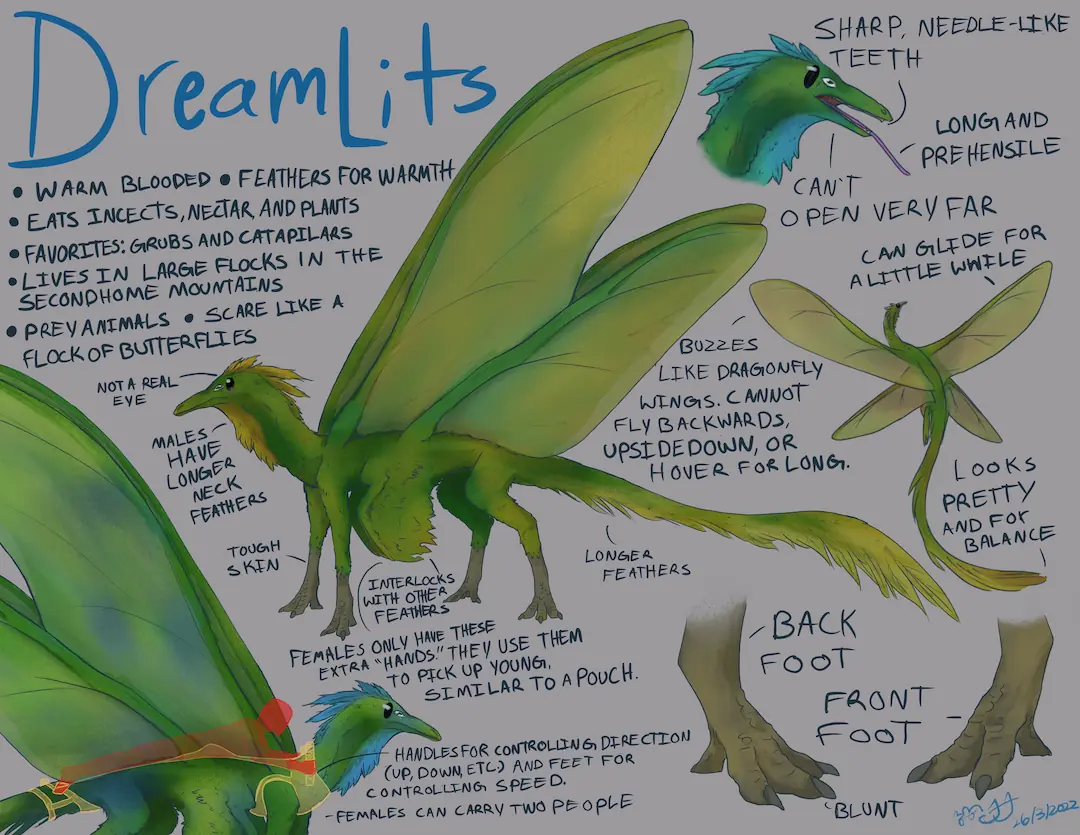 DreamLits
• WARM BLOODED • FEATHERS FOR WARMTH
• EATS INCECTS, NECTAR, AND PLANTS
• FAVORITES: GRUBS AND CATAPILARS
• LIVES IN LARGE FLOCKS IN THE
SECONDHOME MOUNTAINS
• PREY ANIMALS • SCARE LIKE A
FLOCK OF BUTTERFLIES
SHARP, NEEDLE-LIKE
TEETH
LONG AND
PREHENSILE
CAN'T
OPEN VERY FAR
CAN GLIDE FOR
A LITTLE WHILE
NOT A REAL
EYE
MALES
HAVE
LONGER
NECK
FEATHERS
BUZZES
LIKE DRAGONFLY
WINGS. CANNOT
FLY BACKWARDS,
UPSIDEDOWN, OR
HOVER FOR LONG.
LOOKS
PRETTY
AND FOR
BALANCE
TOUGH
SKIN
INTERLOCKS
WITH OTHER
FEATHERS
LONGER
FEATHERS
FEMALES ONLY HAVE THESE
EXTRA "HANDS." THEY USE THEM
TO PICK UP YOUNG,
SIMILAR TO A POUCH.
BACK
FOOT
FRONT
FOOT
BLUNT
- HANDLES FOR CONTROLLING DIRECTION
(UP, DOWN, ETC) AND FEET FOR
CONTROLLING SPEED.
- FEMALES CAN CARRY TWO PEOPLE
26/3/2022